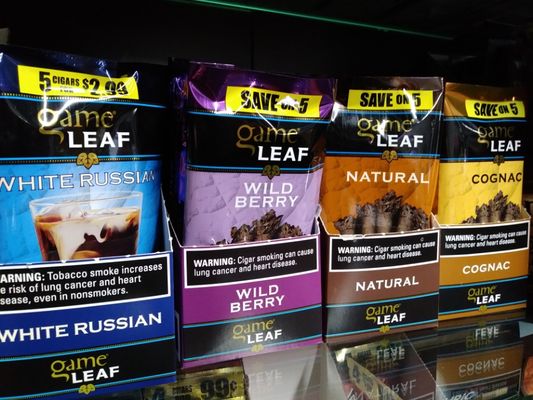 5 CIGARS $2.99
game
LEAF
WHITE RUSSIAN
WARNING: Tobacco smoke increases
the risk of lung cancer and heart
disease, even in nonsmokers.
WHITE RUSSIAN
game
LEAF
SAVE ON 5
game
LEAF
WILD
BERRY
WARNING: Cigar smoking can cause
lung cancer and heart disease.
WILD
BERRY
game
LEAF
SAVE ON 5
game
LEAF
NATURAL
WARNING: Cigar smoking can cause
lung cancer and heart disease.
NATURAL
game
LEAF
SAVE ON 5
game
LEAF
COGNAC
WARNING: Cigar smoking can cause
lung cancer and heart disease.
COGNAC
game
LEAF
99¢